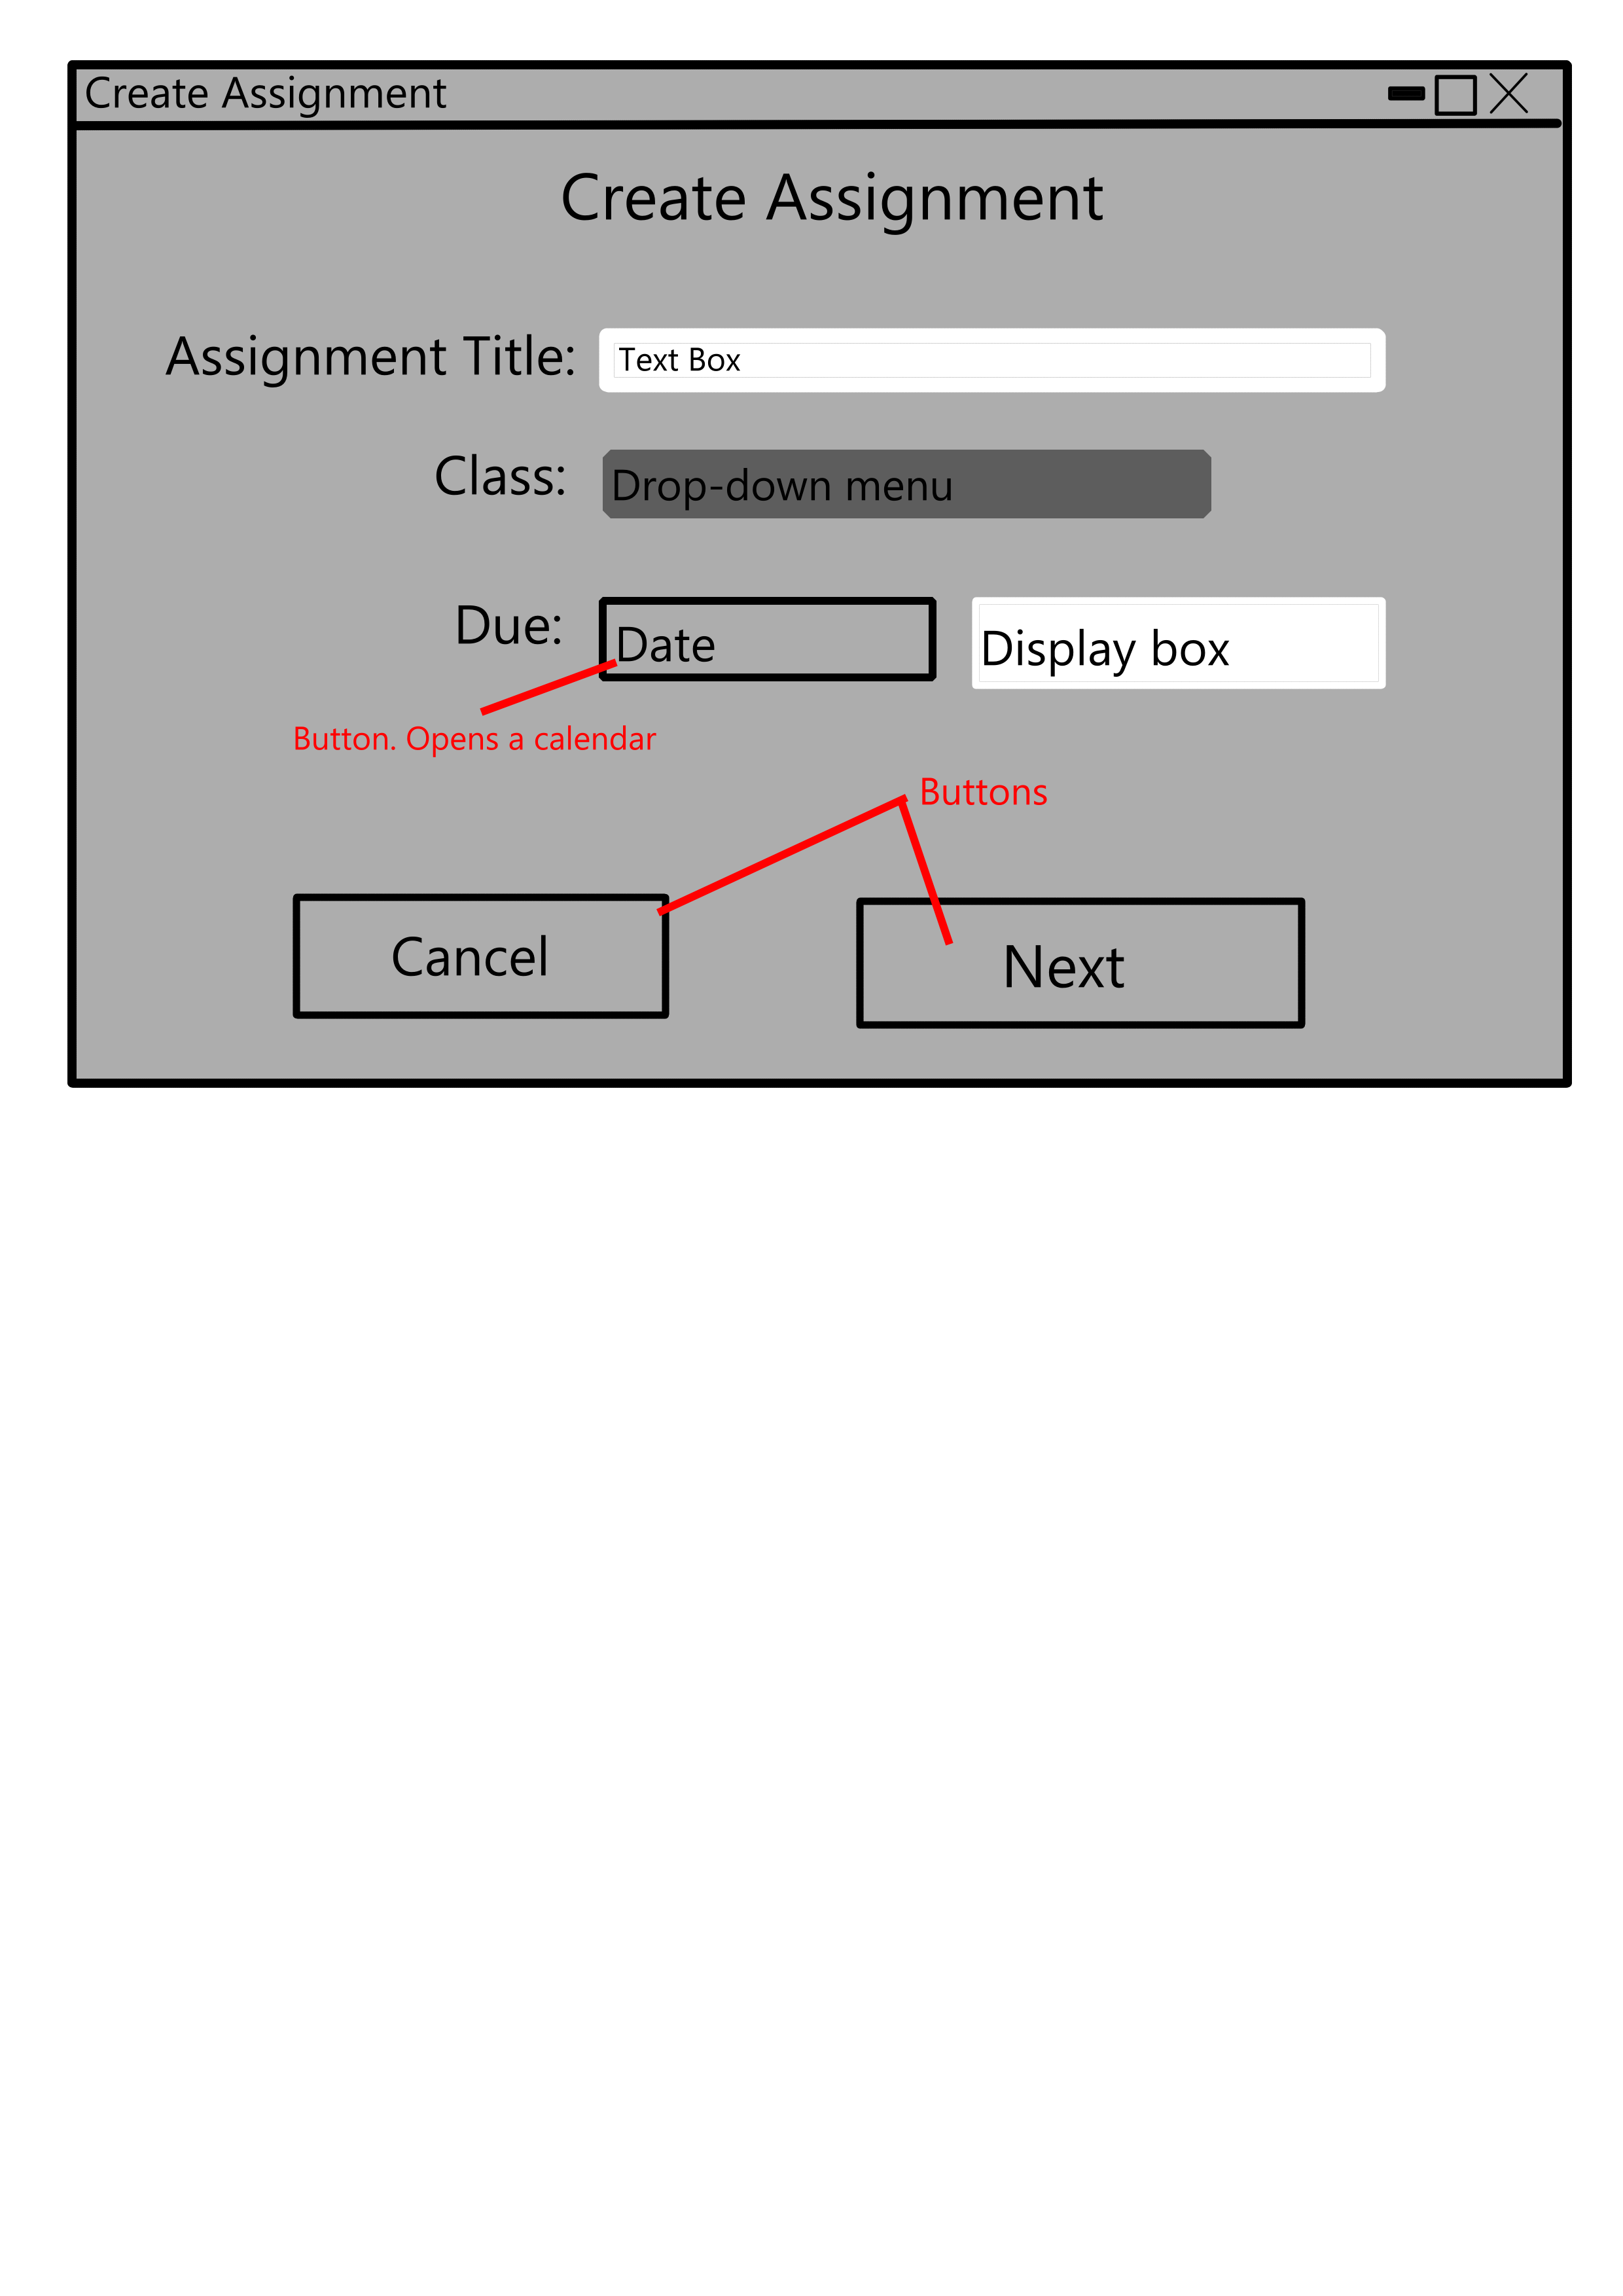 Create Assignment
Create Assignment
Assignment Title: Text Box
Class: Drop-down menu
Due: Date Display box
Button. Opens a calendar
Buttons
Cancel Next